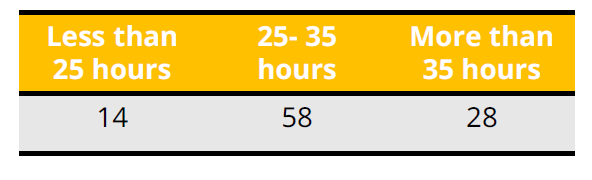 Less than 25- 35 More than
25 hours hours 35 hours
14 58 28